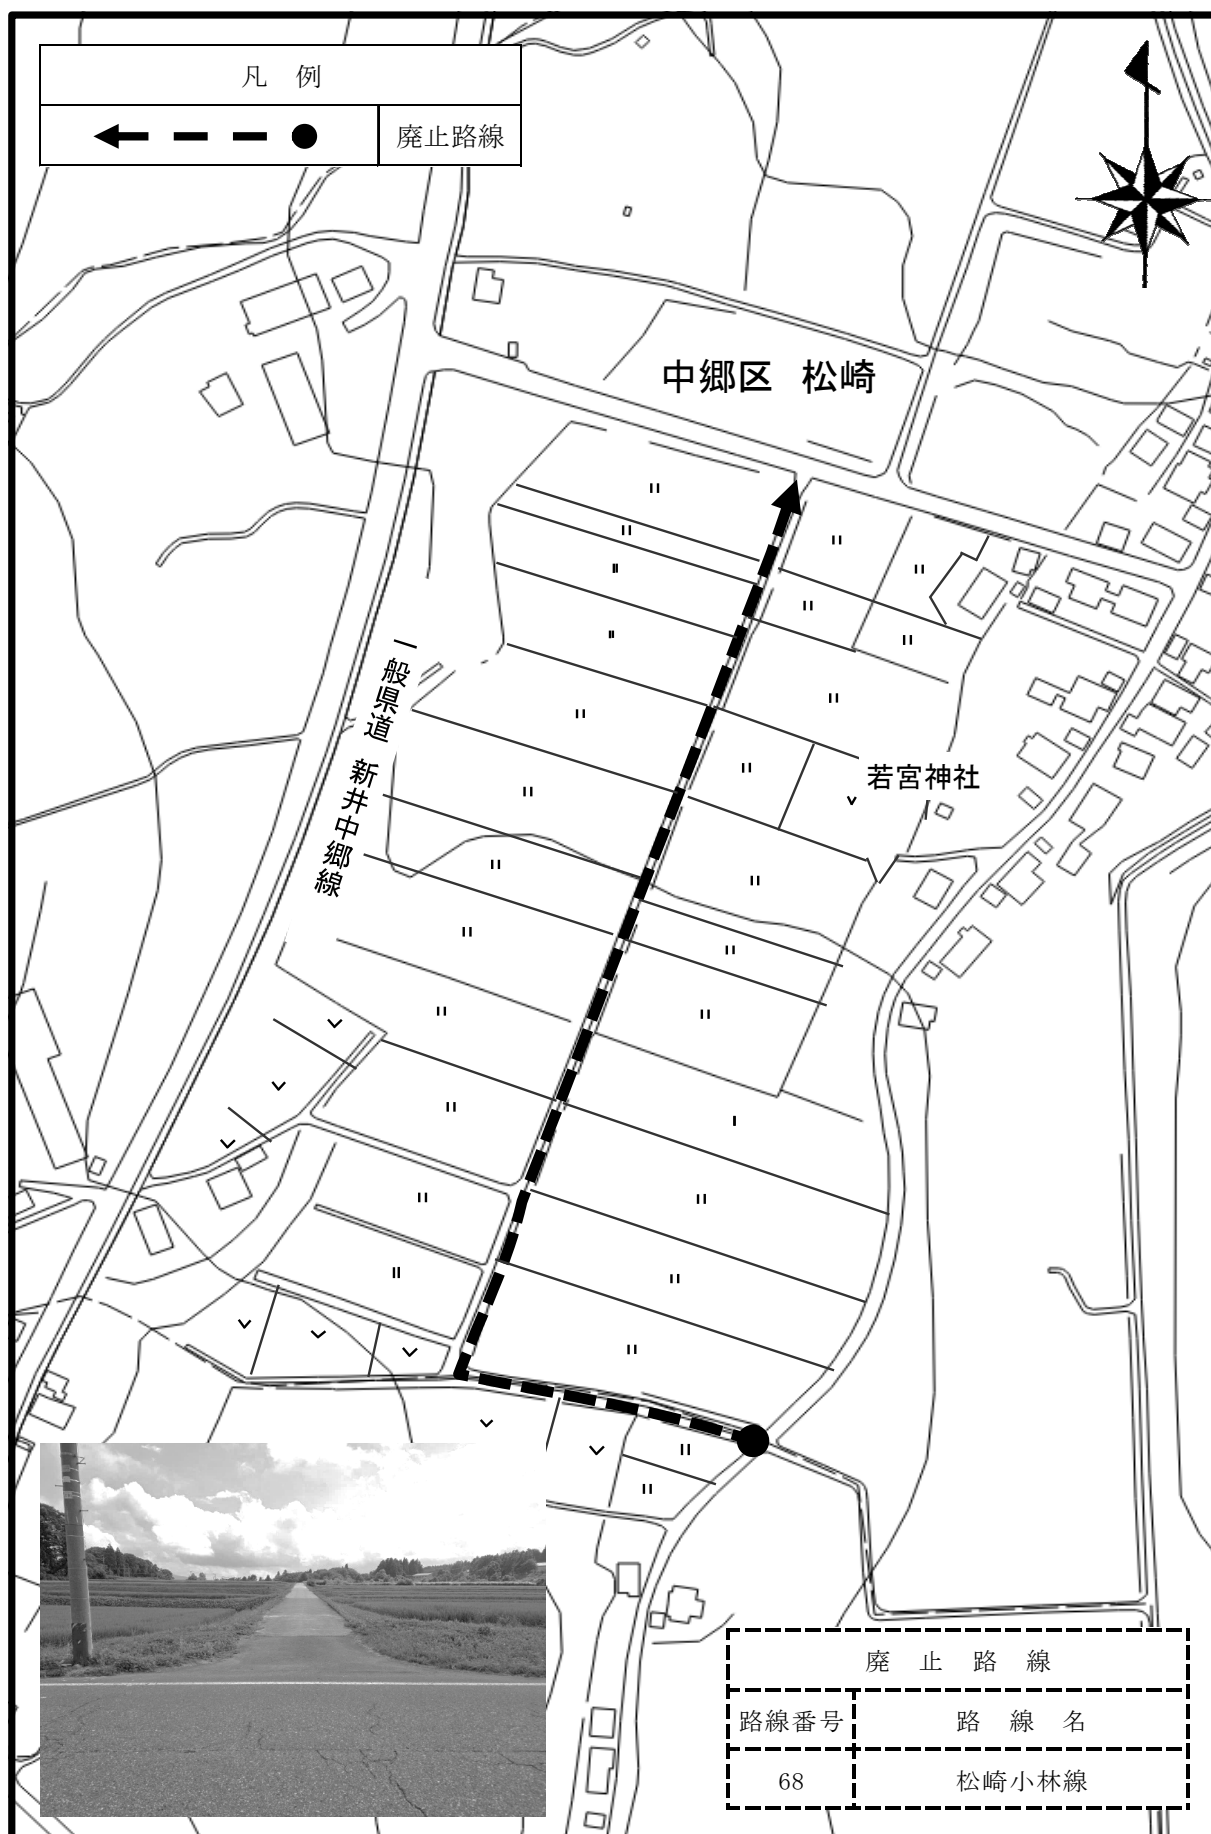 凡 例
廃止路線
中郷区 松崎
一般県道 新井中郷線
若宮神社
廃 止 路 線
路線番号 路 線 名
68 松崎小林線